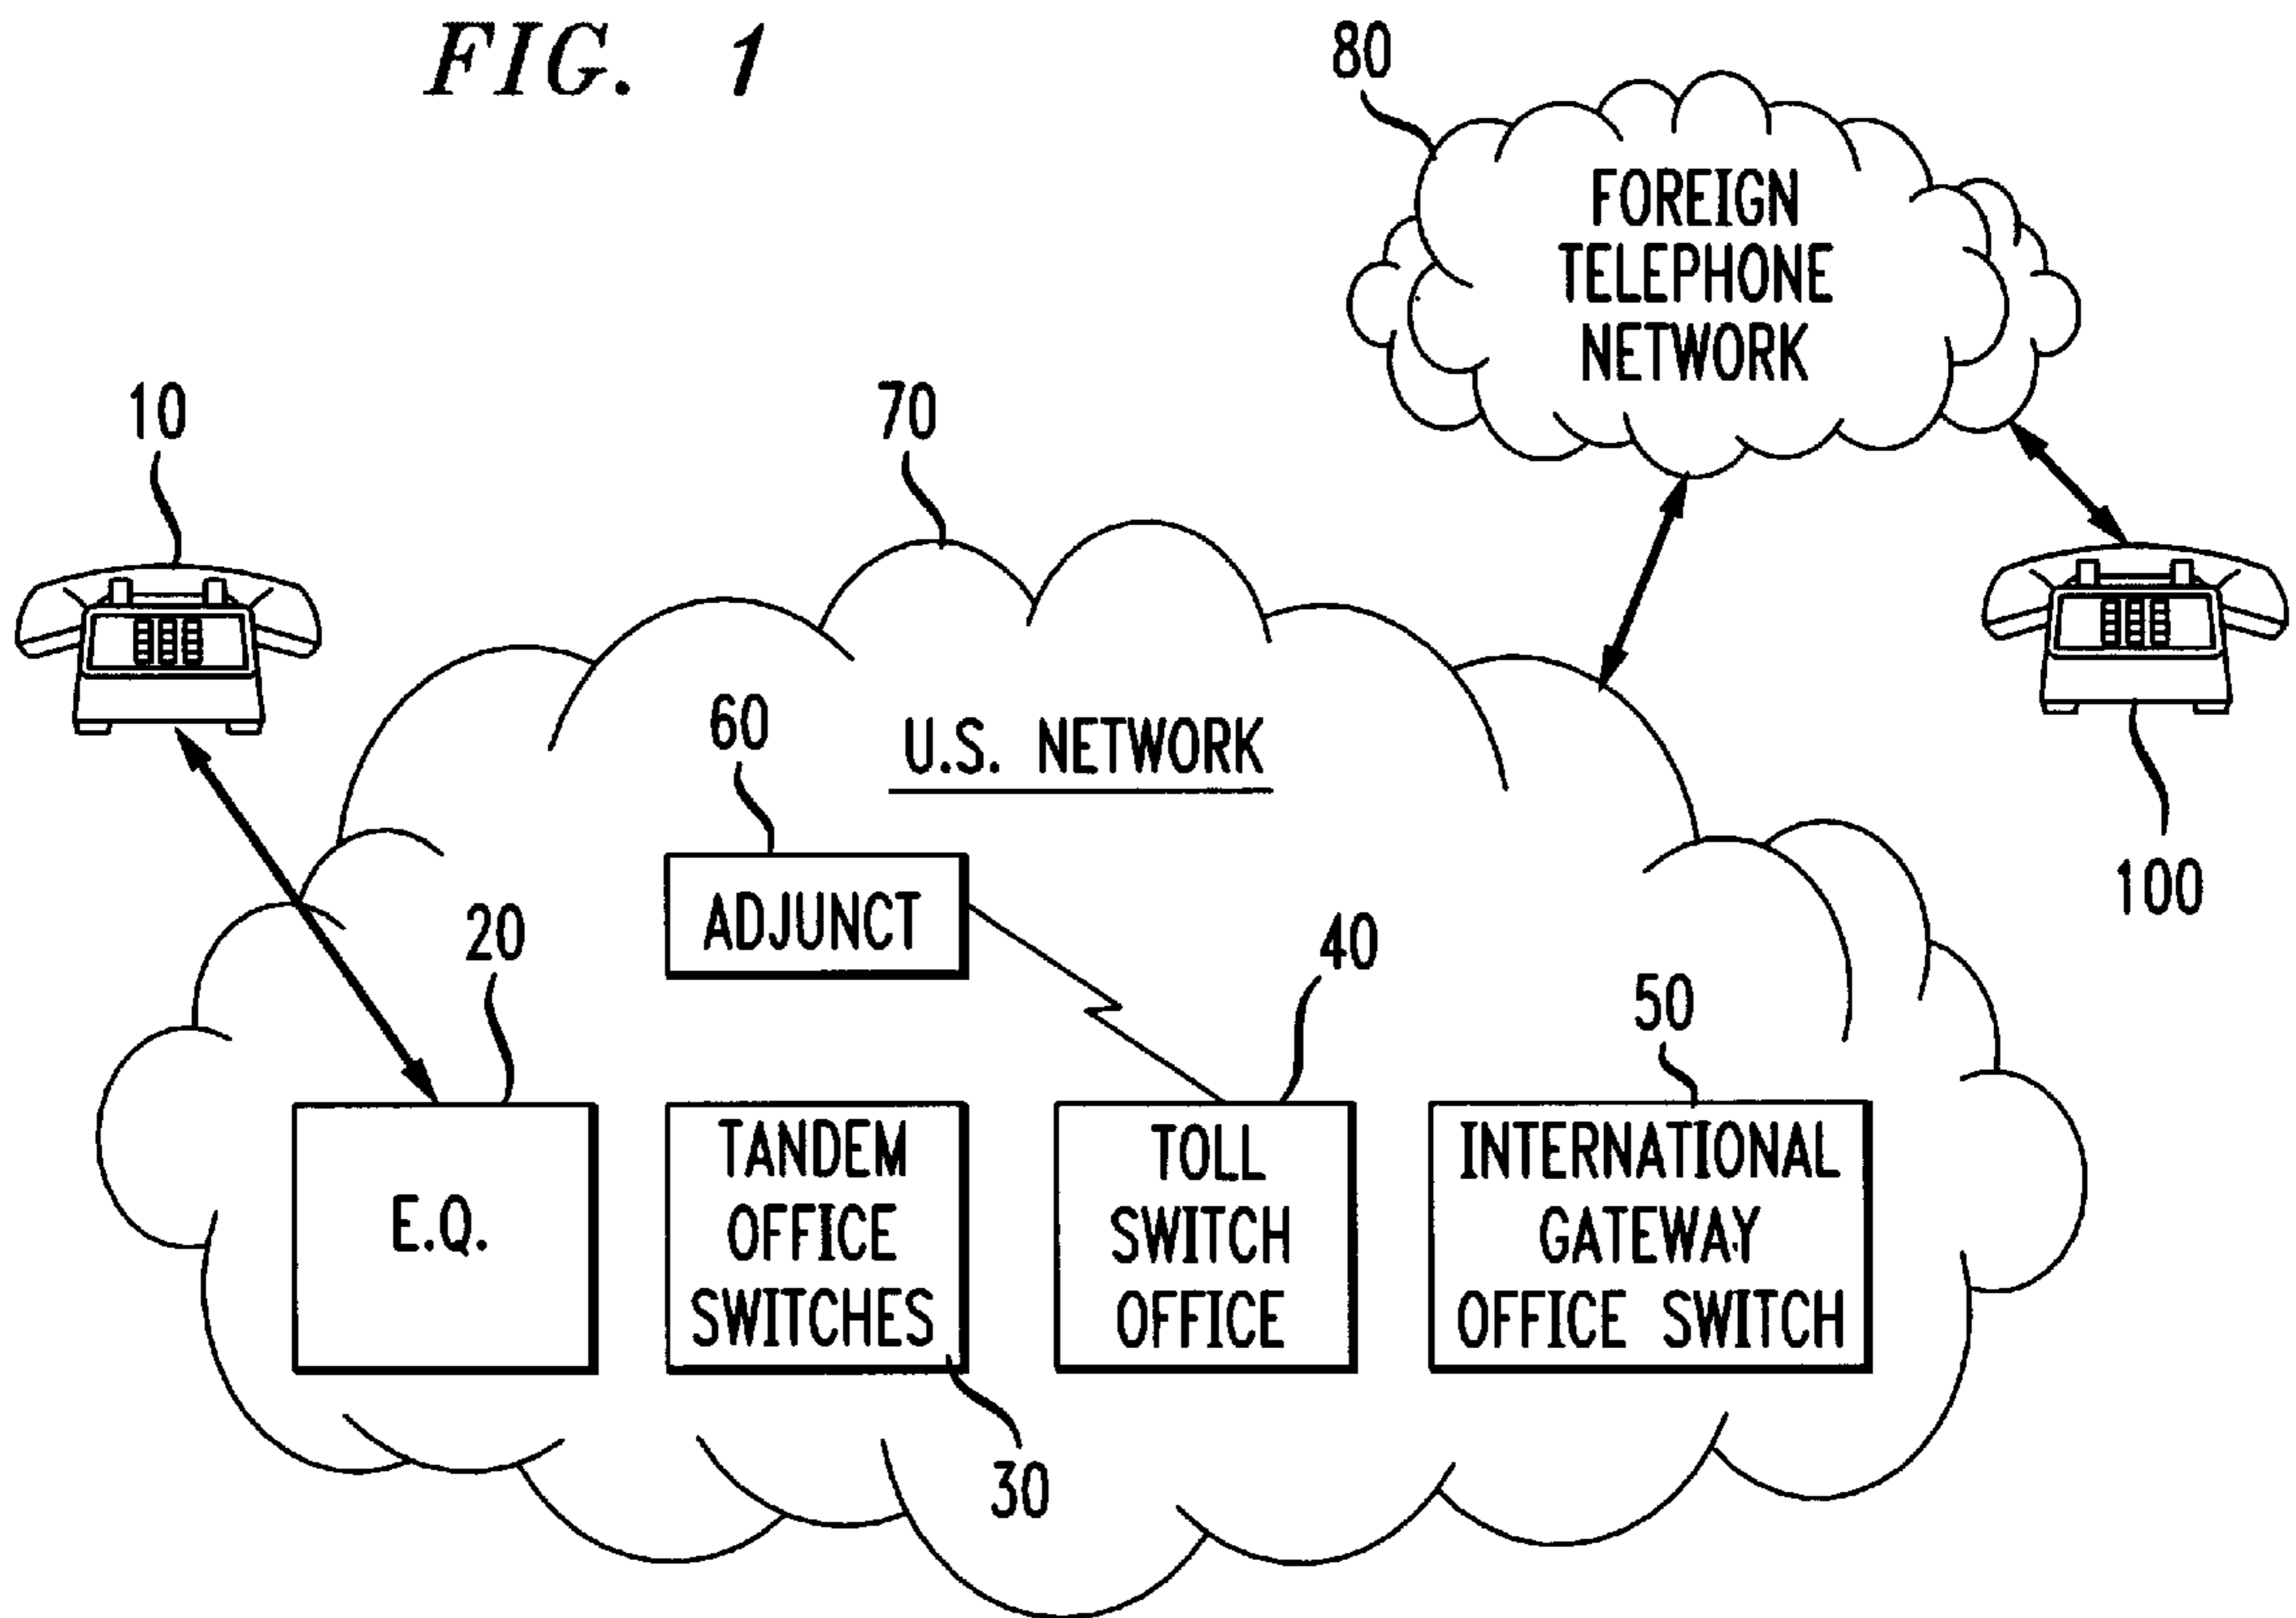 FIG. 1
80
FOREIGN
TELEPHONE
NETWORK
10
70
60
U.S. NETWORK
100
ADJUNCT
20
40
50
E.Q.
TANDEM
OFFICE
SWITCHES
TOLL
SWITCH
OFFICE
INTERNATIONAL
GATEWAY
OFFICE SWITCH
30